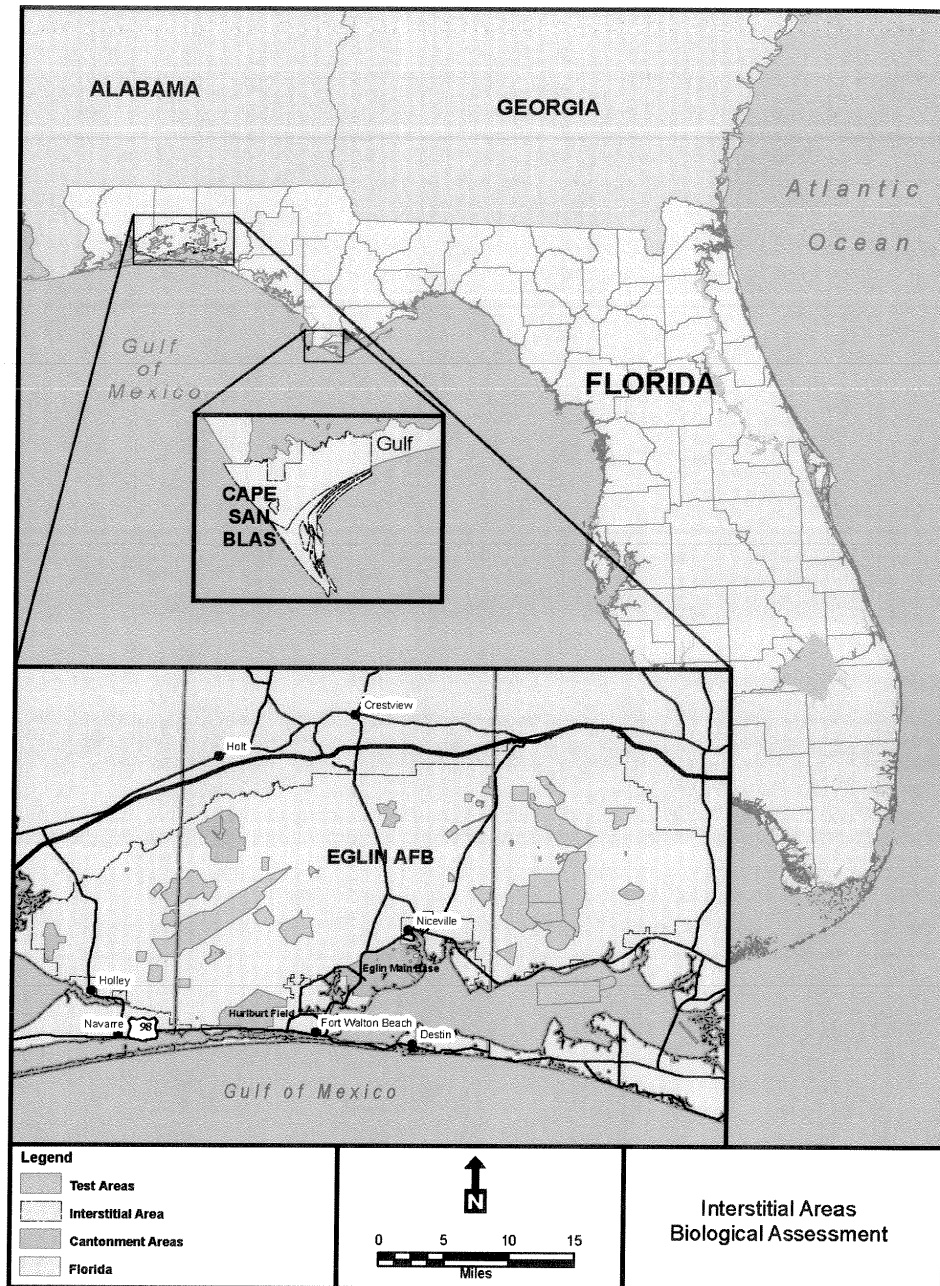 ALABAMA
GEORGIA
Atlantic
Ocean
Gulf
of
Mexico
FLORIDA
Gulf
CAPE
SAN
BLAS
Crestview
Holt
EGLIN AFB
Niceville
Eglin Main Base
Holley
Hurlburt Field
Navarre
98
Fort Walton Beach
Destin
Gulf of Mexico
Legend
Test Areas
Interstitial Area
Cantonment Areas
Florida
N
0 5 10 15
Miles
Interstitial Areas
Biological Assessment